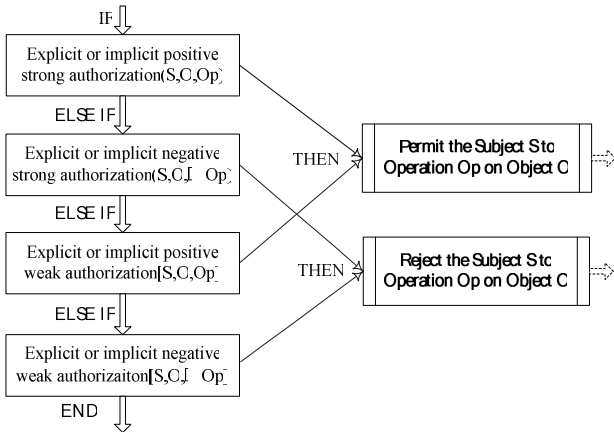 IF
Explicit or implicit positive
strong authorization(S,O,Op)
ELSE IF
Explicit or implicit negative
strong authorization(S,O,[ Op)
ELSE IF
Explicit or implicit positive
weak authorization[S,O,Op]
ELSE IF
Explicit or implicit negative
weak authorizaiton[S,O,[ Op]
END
THEN
THEN
Permit the Subject S to
Operation Op on Object O
Reject the Subject S to
Operation Op on Object O